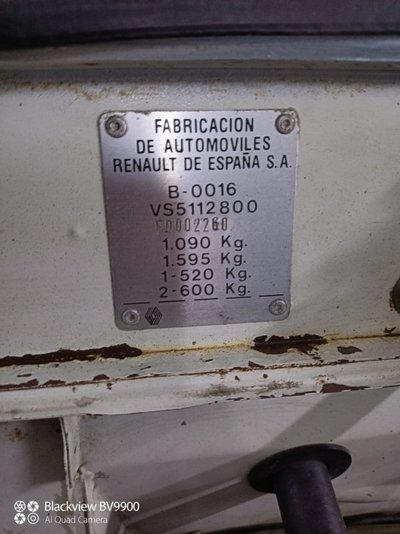 FABRICACION
DE AUTOMOVILES
RENAULT DE ESPAÑA S.A.
B-0016
VS5112800
1.090 Kg.
1.595 Kg.
1-520 Kg.
2-600 Kg.
Blackview BV9900
AI Quad Camera